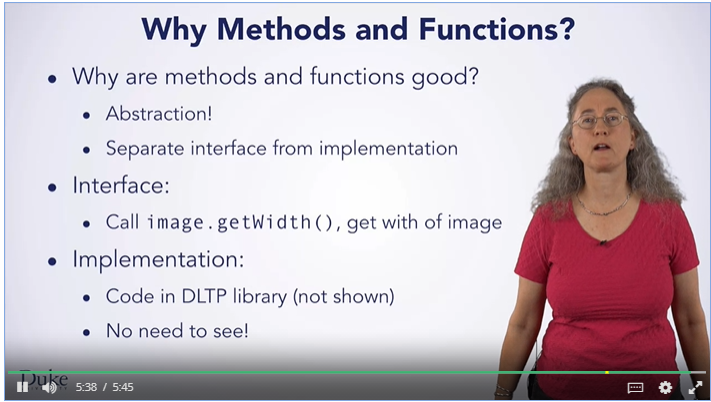 Why Methods and Functions?
• Why are methods and functions good?
• Abstraction!
• Separate interface from implementation
• Interface:
• Call image.getWidth(), get with of image
• Implementation:
• Code in DLTP library (not shown)
• No need to see!
Duke
5:38 / 5:45